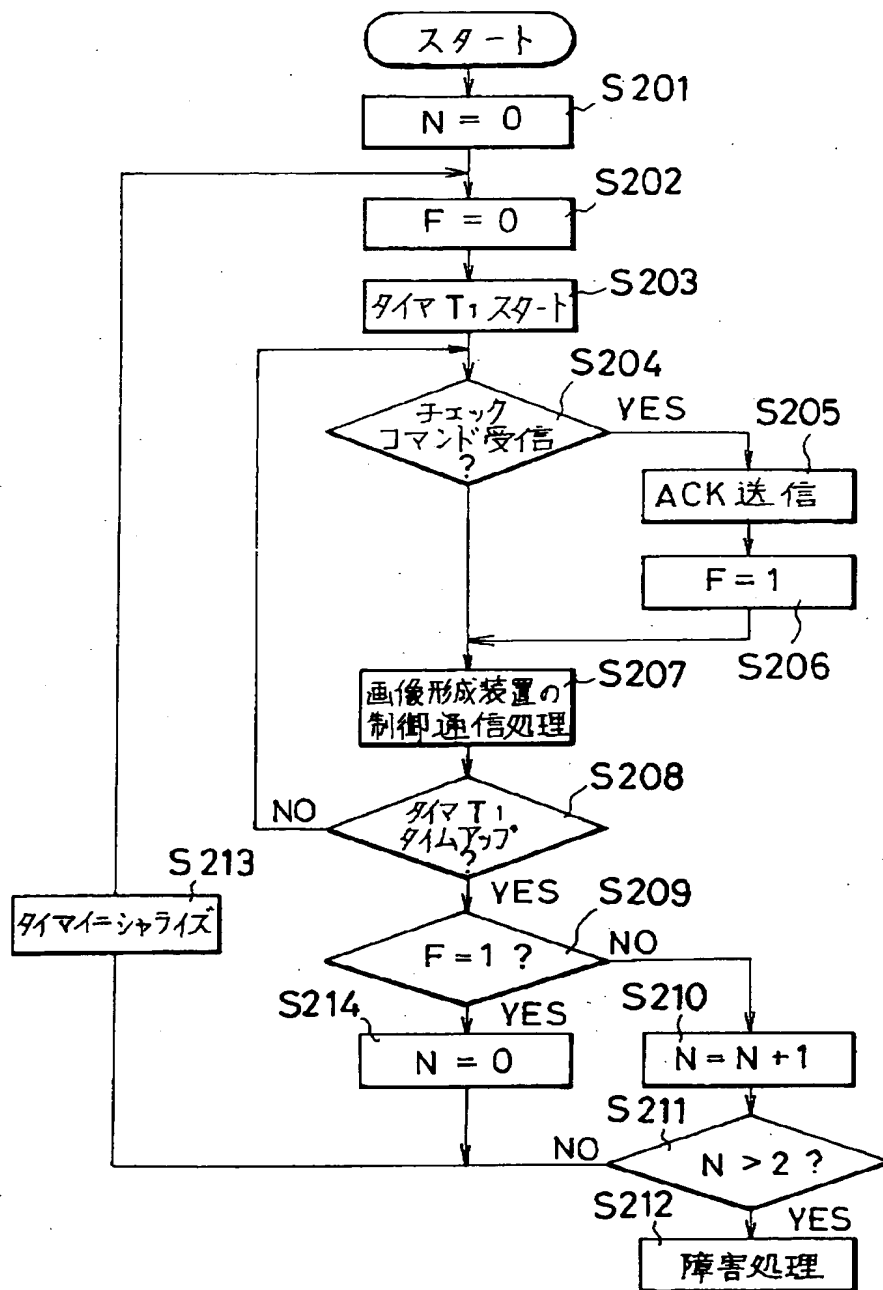 スタート
S201
N = 0
S202
F = 0
S203
タイマ T1 スタート
S204
チェック
コマンド受信
?
YES
S205
ACK 送信
F = 1
S206
S207
画像形成装置の
制御通信処理
S208
NO
タイマ T1
タイムアップ
?
YES
S213
タイマイニシャライズ
S209
F = 1 ?
NO
YES
S214
N = 0
S210
N = N + 1
S211
NO
N > 2 ?
YES
S212
障害処理